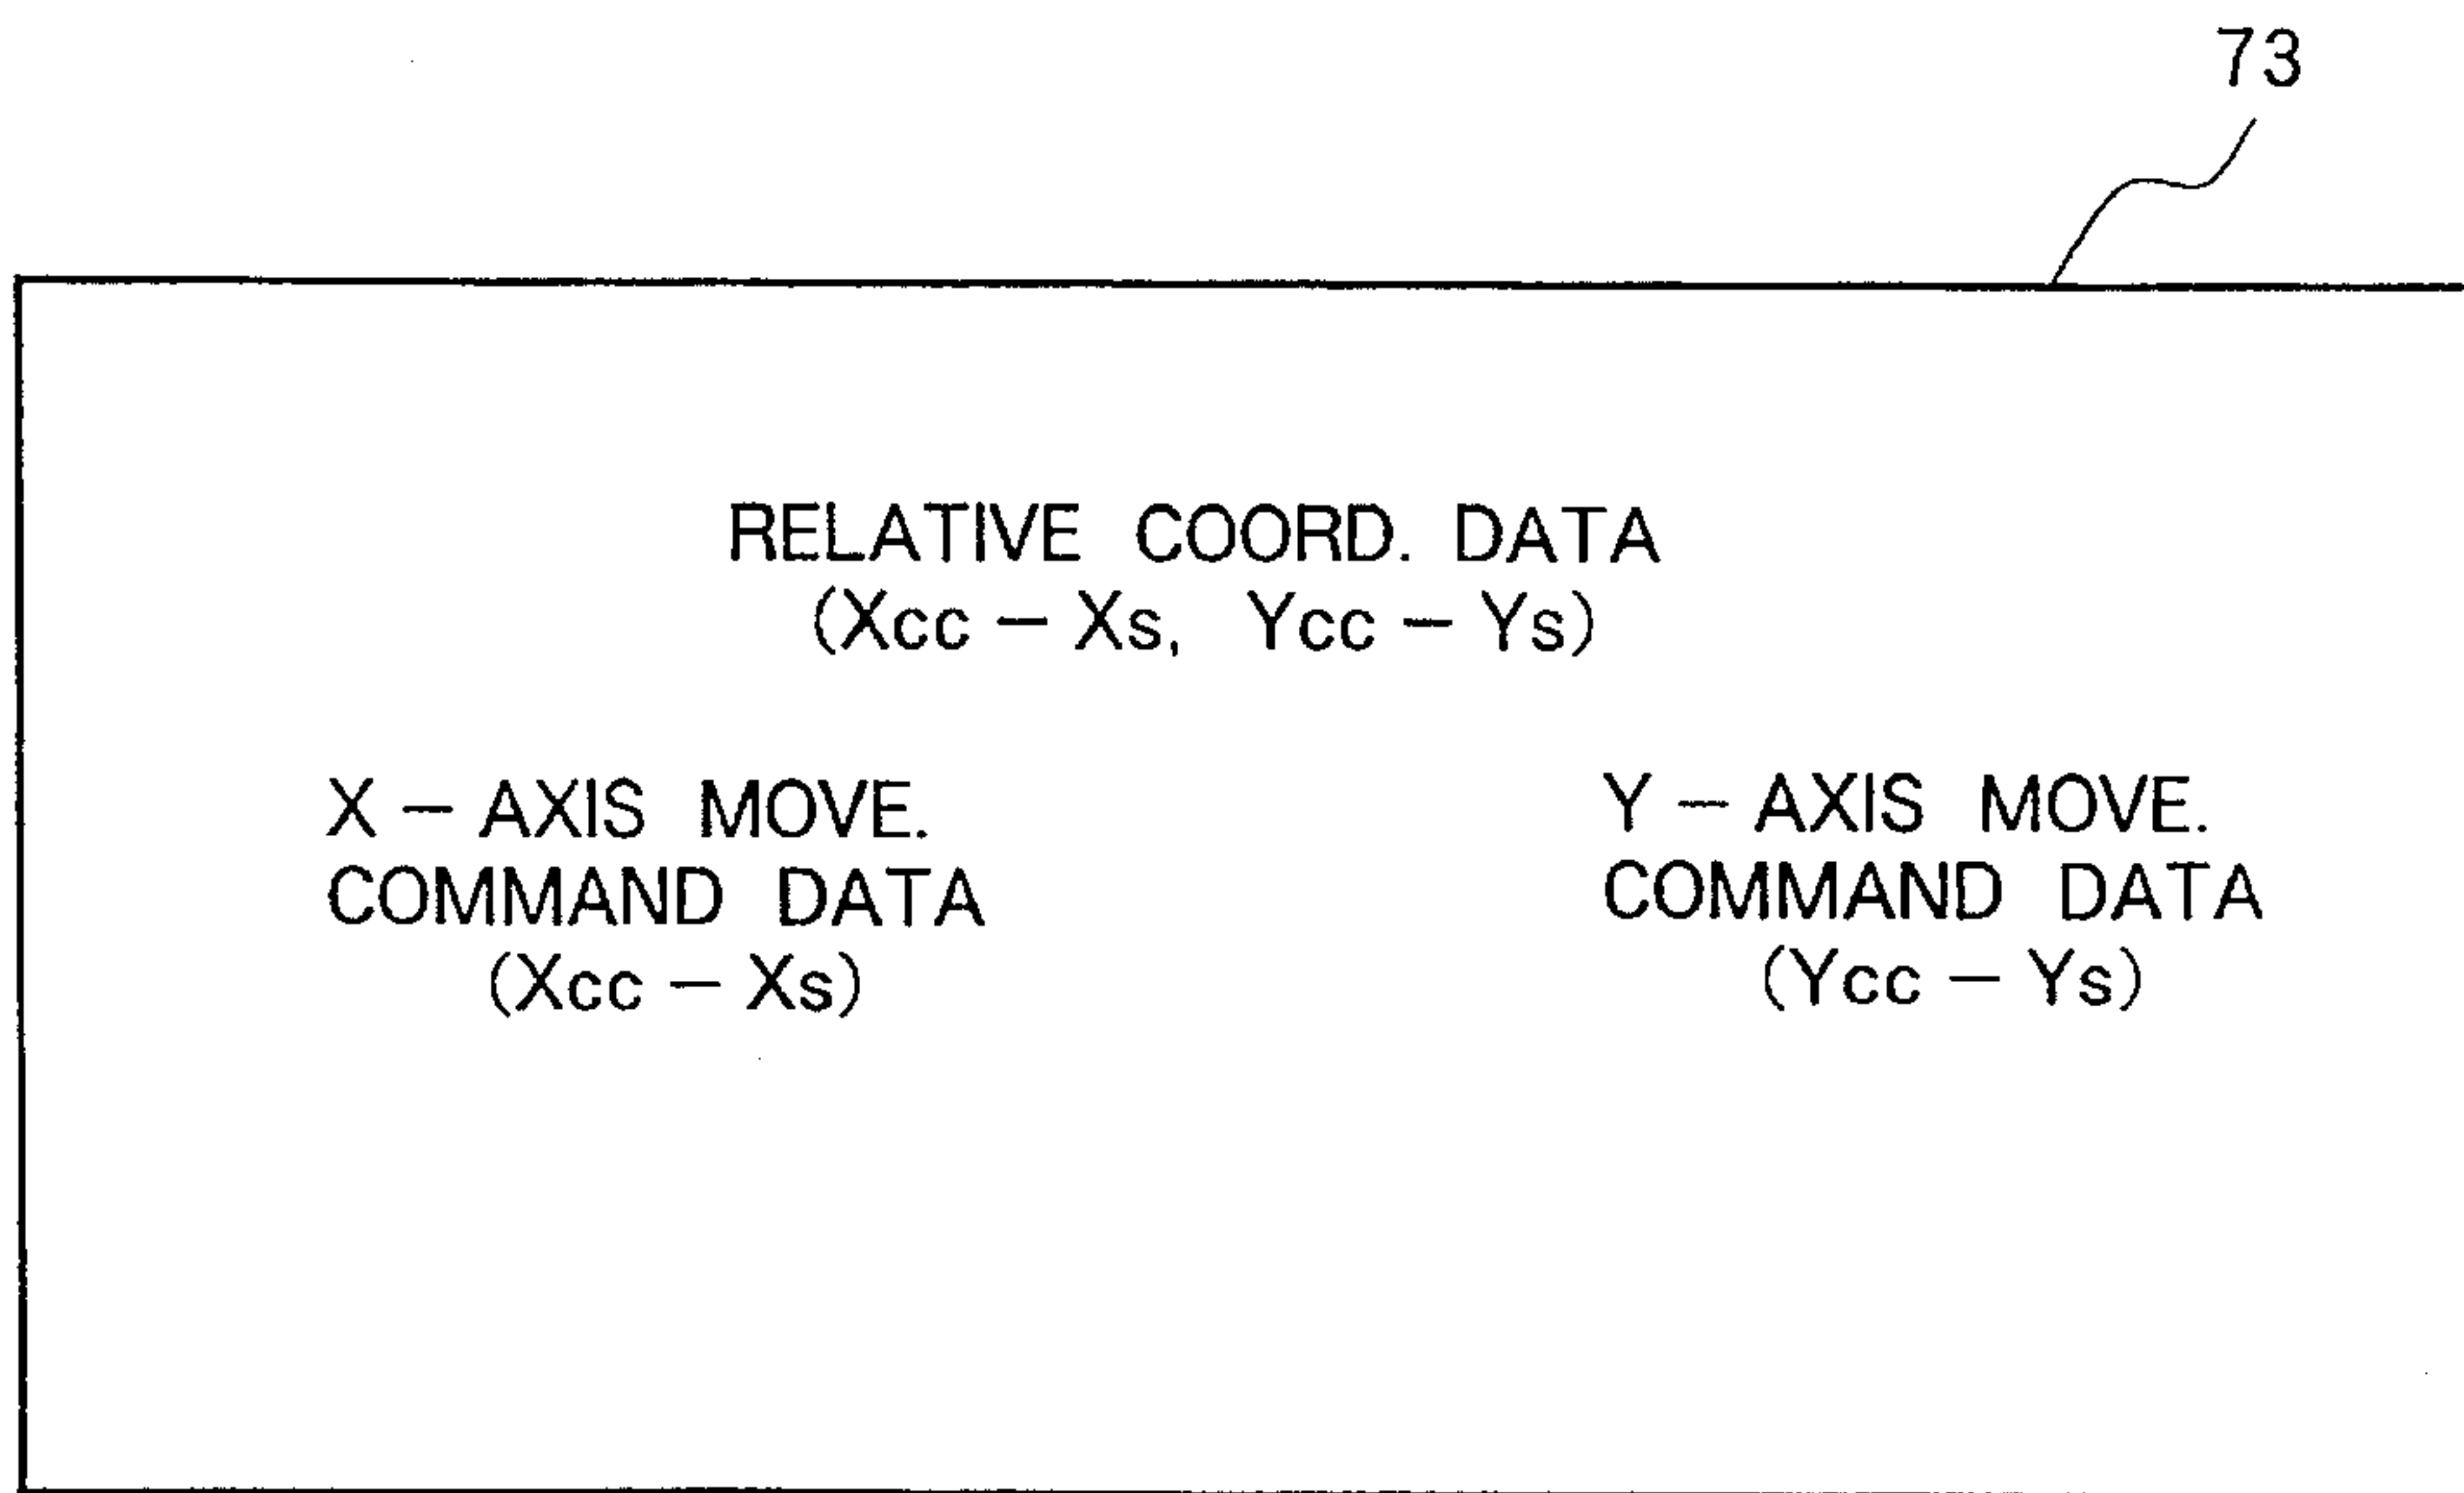 73
RELATIVE COORD. DATA
(Xcc – Xs, Ycc – Ys)
X – AXIS MOVE.
COMMAND DATA
(Xcc – Xs)
Y – AXIS MOVE.
COMMAND DATA
(Ycc – Ys)